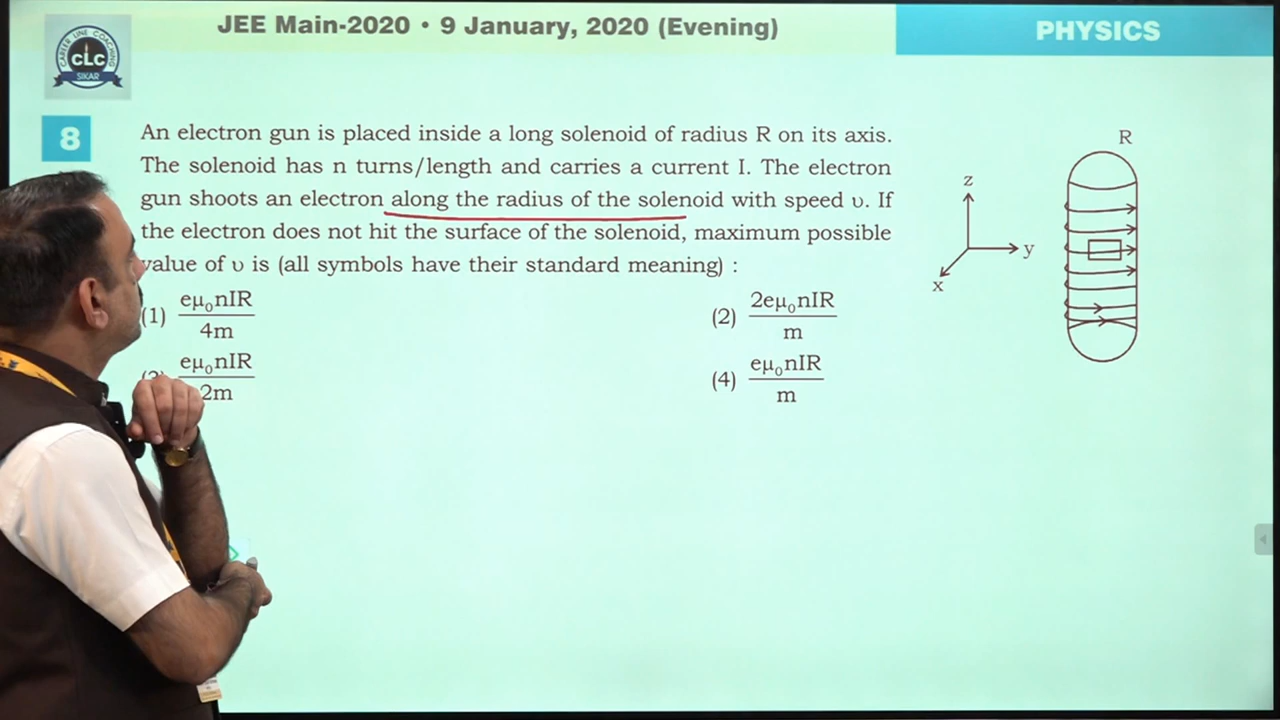 JEE Main-2020 • 9 January, 2020 (Evening)
PHYSICS
CAREER LINE COACHING
CLC
SIKAR
8
An electron gun is placed inside a long solenoid of radius R on its axis.
The solenoid has n turns/length and carries a current I. The electron
gun shoots an electron along the radius of the solenoid with speed υ. If
the electron does not hit the surface of the solenoid, maximum possible
value of υ is (all symbols have their standard meaning) :
(1) eμ₀nIR / 4m
(2) 2eμ₀nIR / m
eμ₀nIR / 2m
(4) eμ₀nIR / m
R
z
y
x